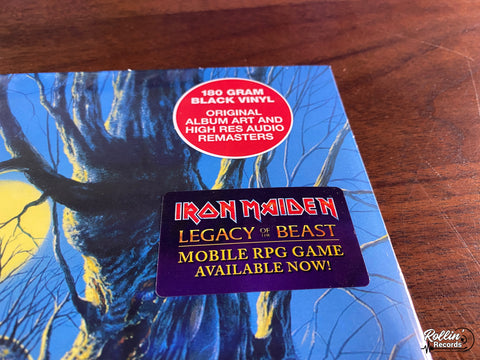 180 GRAM
BLACK VINYL
ORIGINAL
ALBUM ART AND
HIGH RES AUDIO
REMASTERS
IRON MAIDEN
LEGACY OF THE BEAST
MOBILE RPG GAME
AVAILABLE NOW!
Rollin'
Records